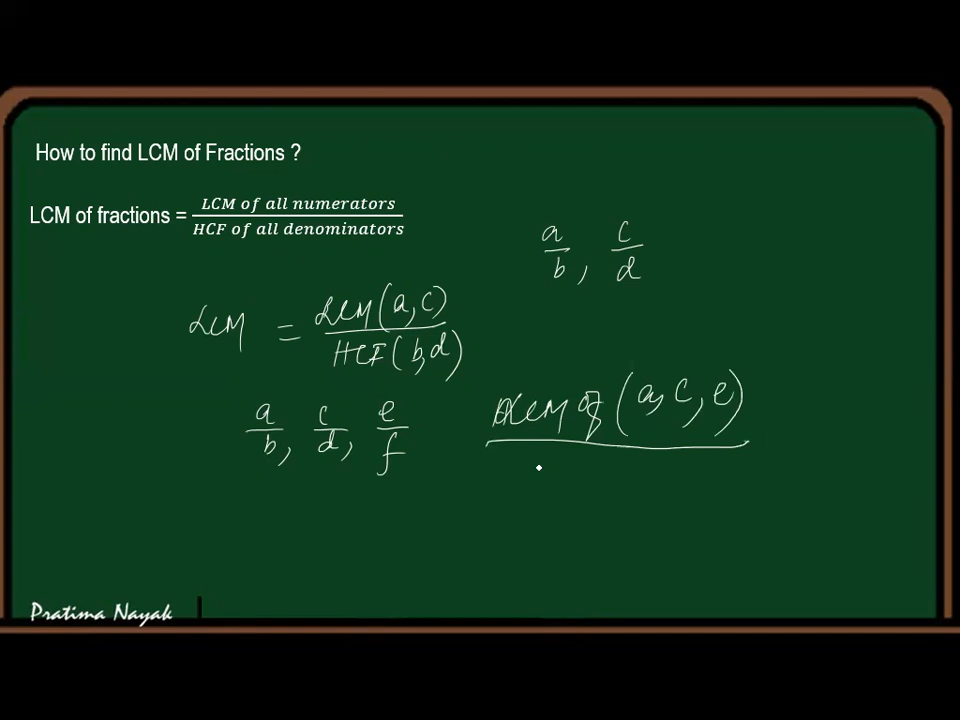 How to find LCM of Fractions ?
LCM of fractions = LCM of all numerators / HCF of all denominators
a/b, c/d
LCM = LCM(a,c) / HCF(b,d)
a/b, c/d, e/f
LCM of (a, c, e)
Pratima Nayak